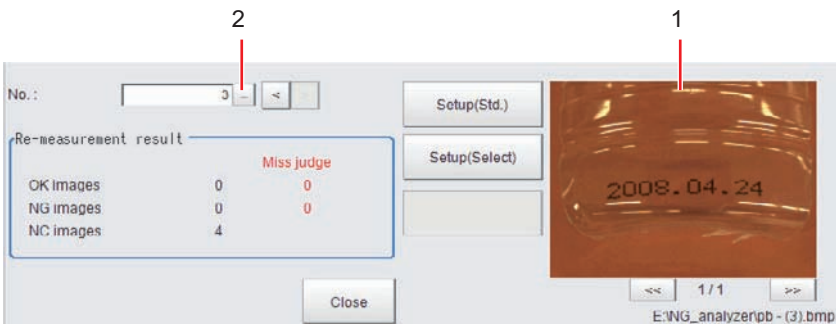 2 1
No. : 0 ... < >
Setup(Std.)
Re-measurement result
Miss judge
Setup(Select)
OK images 0 0
NG images 0 0
NC images 4
2008.04.24
Close
<< 1/1 >>
E:\NG_analyzer\pb - (3).bmp